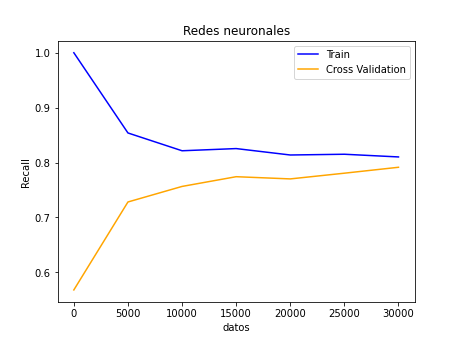 Redes neuronales
Train
Cross Validation
1.0
0.9
0.8
0.7
0.6
Recall
0 5000 10000 15000 20000 25000 30000
datos